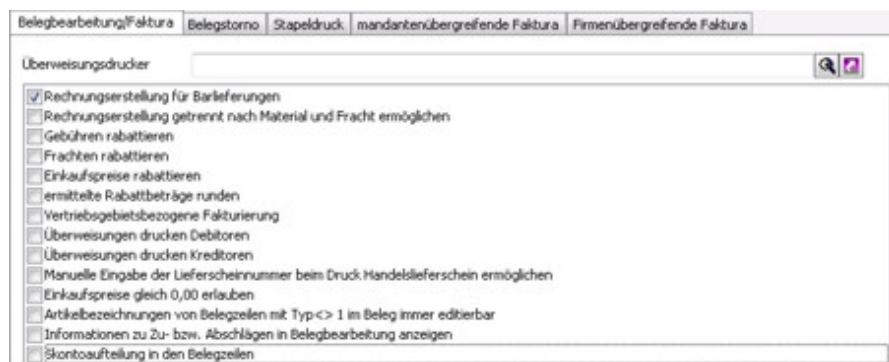 Belegbearbeitung/Faktura Belegstorno Stapeldruck mandantenübergreifende Faktura Firmenübergreifende Faktura
Überweisungsdrucker
Rechnungserstellung für Barlieferungen
Rechnungserstellung getrennt nach Material und Fracht ermöglichen
Gebühren rabattieren
Frachten rabattieren
Einkaufspreise rabattieren
ermittelte Rabattbeträge runden
Vertriebsgebietsbezogene Fakturierung
Überweisungen drucken Debitoren
Überweisungen drucken Kreditoren
Manuelle Eingabe der Lieferscheinnummer beim Druck Handelslieferschein ermöglichen
Einkaufspreise gleich 0,00 erlauben
Artikelbezeichnungen von Belegzeilen mit Typ<> 1 im Beleg immer editierbar
Informationen zu Zu- bzw. Abschlägen in Belegbearbeitung anzeigen
Skontoaufteilung in den Belegzeilen